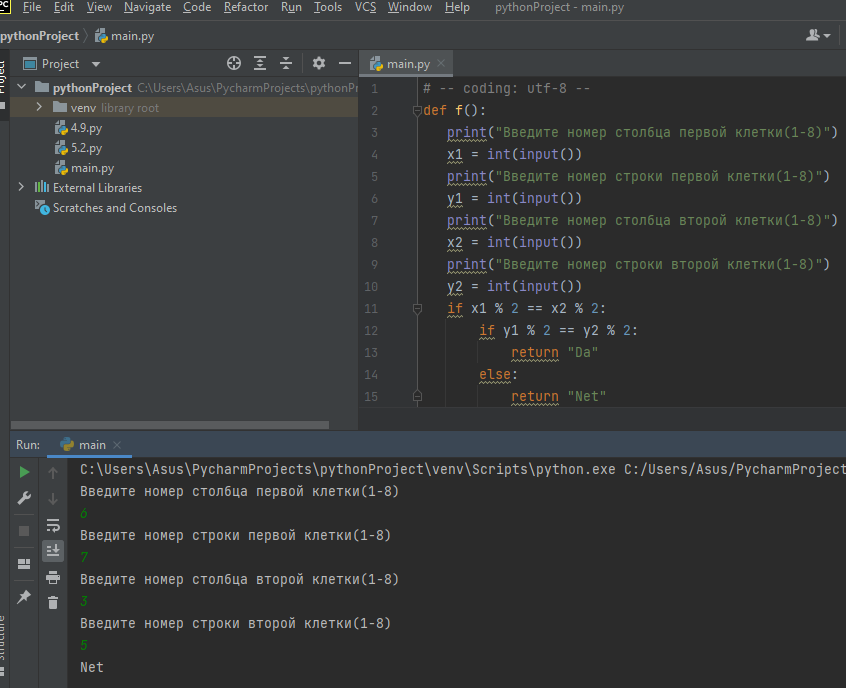 File Edit View Navigate Code Refactor Run Tools VCS Window Help pythonProject - main.py
pythonProject main.py
Project main.py
pythonProject C:\Users\Asus\PycharmProjects\pythonPr
venv library root
4.9.py
5.2.py
main.py
External Libraries
Scratches and Consoles
1 # -- coding: utf-8 --
2 def f():
3 print("Введите номер столбца первой клетки(1-8)")
4 x1 = int(input())
5 print("Введите номер строки первой клетки(1-8)")
6 y1 = int(input())
7 print("Введите номер столбца второй клетки(1-8)")
8 x2 = int(input())
9 print("Введите номер строки второй клетки(1-8)")
10 y2 = int(input())
11 if x1 % 2 == x2 % 2:
12 if y1 % 2 == y2 % 2:
13 return "Da"
14 else:
15 return "Net"
Run: main
C:\Users\Asus\PycharmProjects\pythonProject\venv\Scripts\python.exe C:/Users/Asus/PycharmProject
Введите номер столбца первой клетки(1-8)
6
Введите номер строки первой клетки(1-8)
7
Введите номер столбца второй клетки(1-8)
3
Введите номер строки второй клетки(1-8)
5
Net